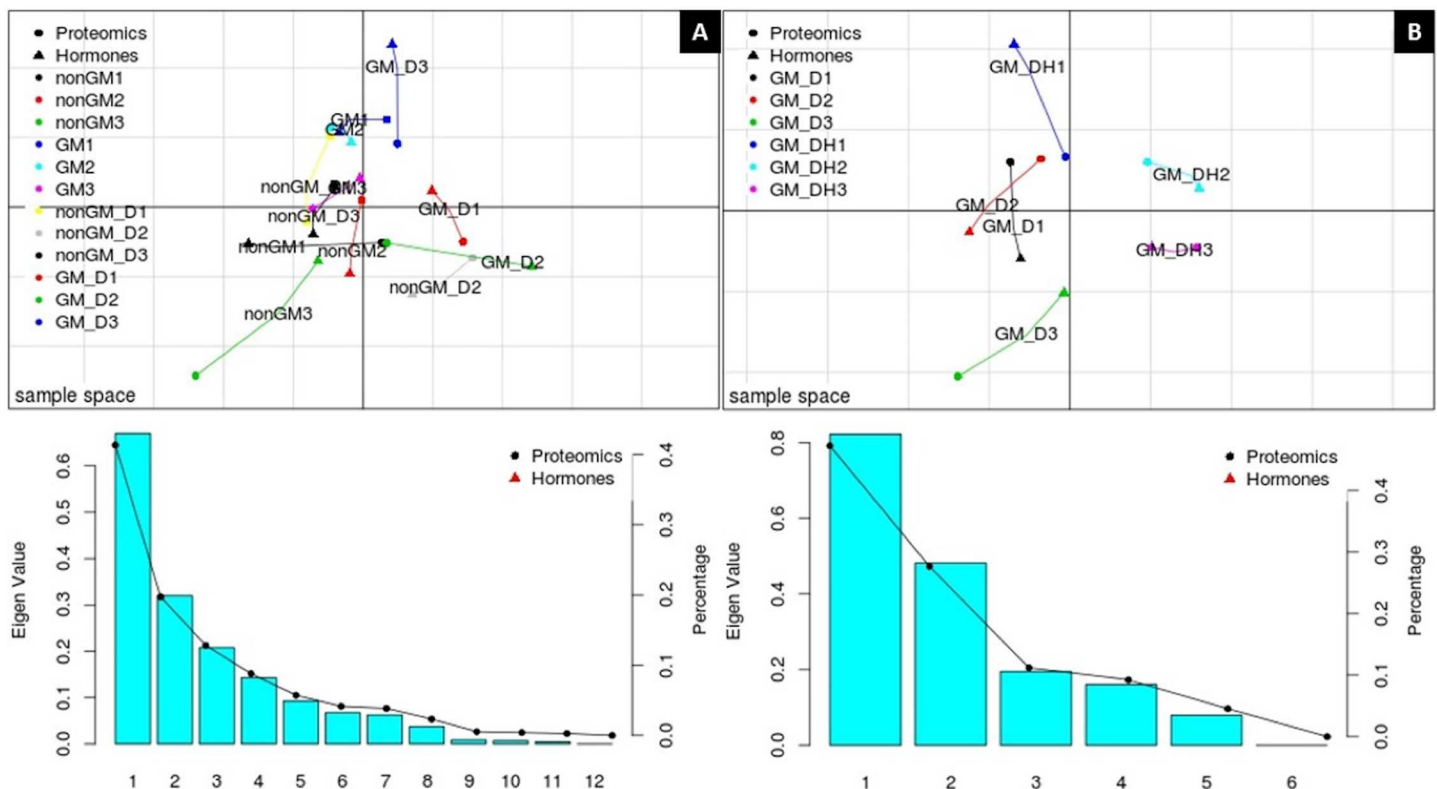 A
Proteomics
Hormones
nonGM1
nonGM2
nonGM3
GM1
GM2
GM3
nonGM_D1
nonGM_D2
nonGM_D3
GM_D1
GM_D2
GM_D3
GM_D3
GM1
GM2
GM3
nonGM_D3
nonGM1
nonGM2
GM_D1
GM_D2
nonGM_D2
nonGM3
sample space
B
Proteomics
Hormones
GM_D1
GM_D2
GM_D3
GM_DH1
GM_DH2
GM_DH3
GM_DH1
GM_DH2
GM_D2
GM_D1
GM_DH3
GM_D3
sample space
Proteomics
Hormones
Eigen Value
0.6
0.5
0.4
0.3
0.2
0.1
0.0
1 2 3 4 5 6 7 8 9 10 11 12
0.4
0.3
0.2
0.1
0.0
Percentage
Proteomics
Hormones
Eigen Value
0.8
0.6
0.4
0.2
0.0
1 2 3 4 5 6
0.4
0.3
0.2
0.1
0.0
Percentage